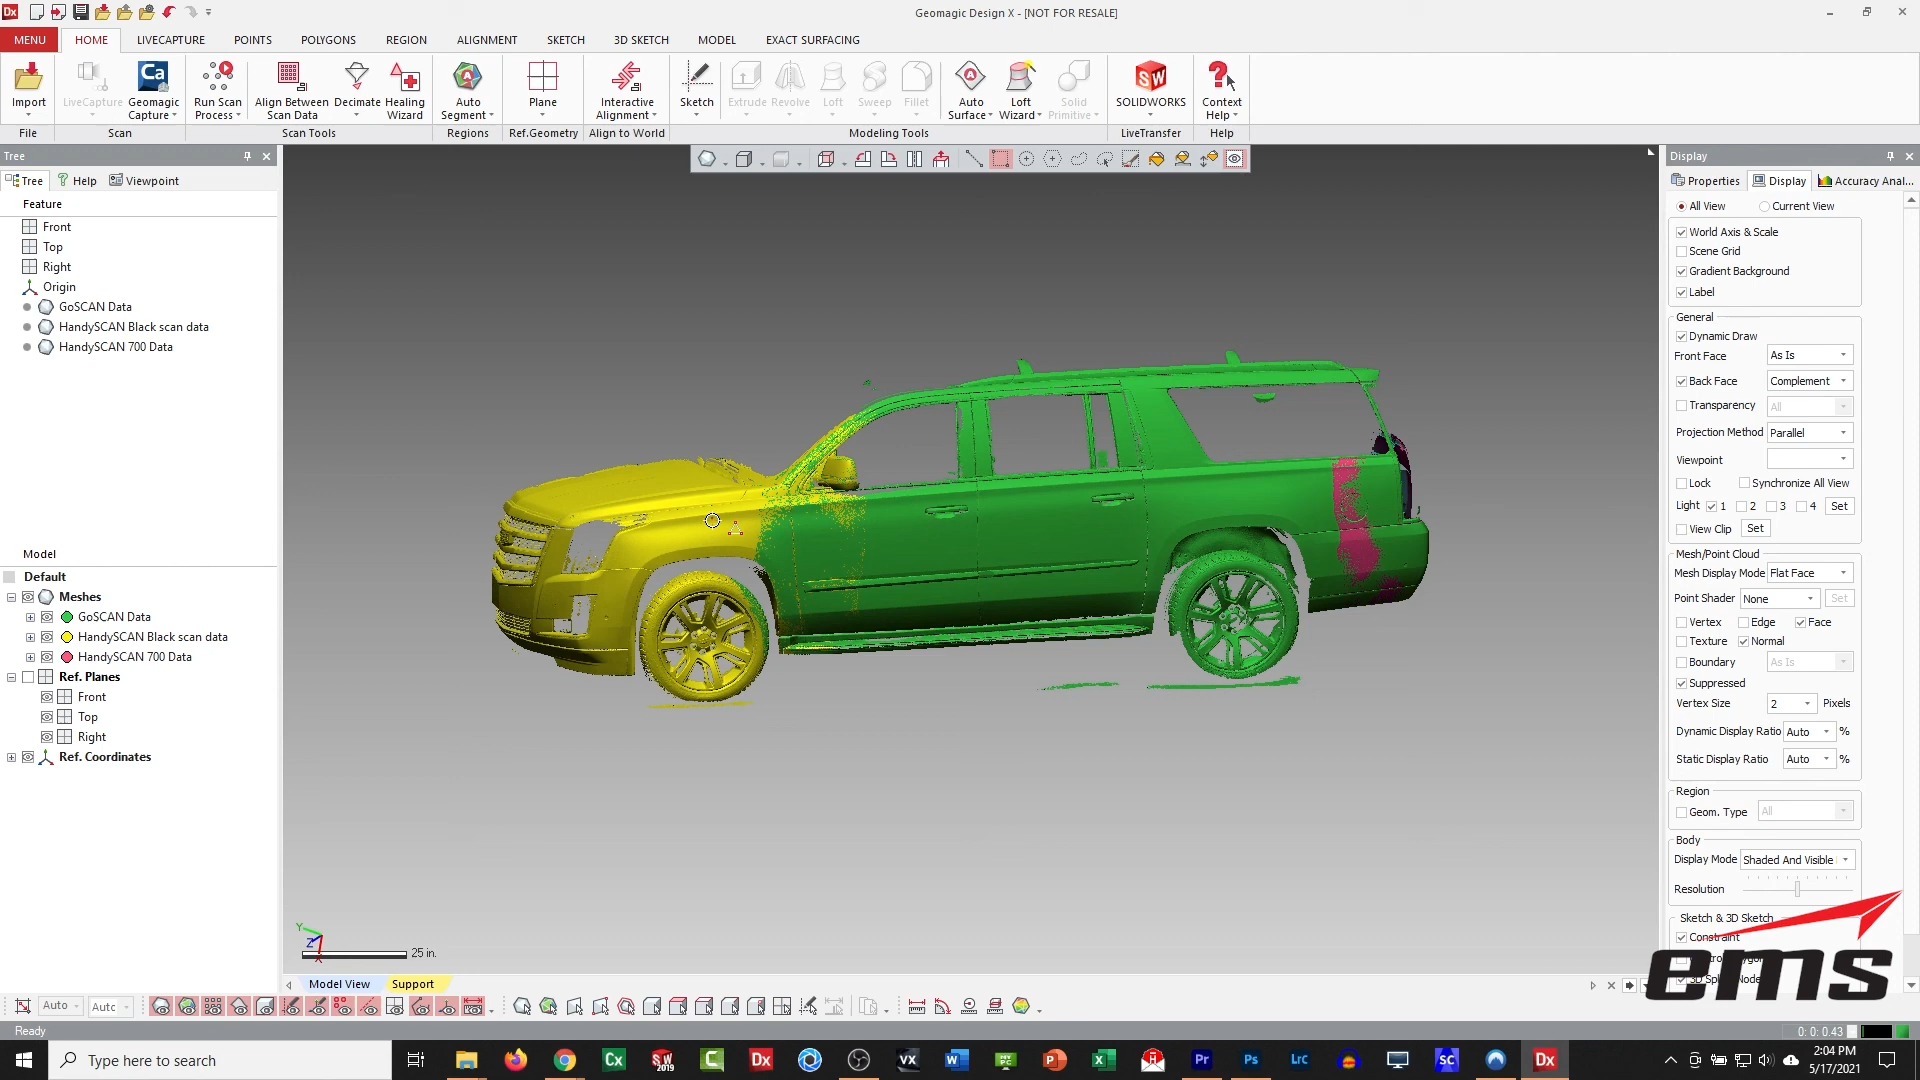 Dx
Geomagic Design X - [NOT FOR RESALE]
MENU HOME LIVECAPTURE POINTS POLYGONS REGION ALIGNMENT SKETCH 3D SKETCH MODEL EXACT SURFACING
Import LiveCapture Geomagic Capture Run Scan Process Align Between Scan Data Decimate Healing Wizard Auto Segment Plane Interactive Alignment Sketch Extrude Revolve Loft Sweep Fillet Auto Surface Loft Wizard Solid Primitive SOLIDWORKS Context Help
File Scan Scan Tools Regions Ref.Geometry Align to World Modeling Tools LiveTransfer Help
Tree
Tree Help Viewpoint
Feature
Front
Top
Right
Origin
GoSCAN Data
HandySCAN Black scan data
HandySCAN 700 Data
Model
Default
Meshes
GoSCAN Data
HandySCAN Black scan data
HandySCAN 700 Data
Ref. Planes
Front
Top
Right
Ref. Coordinates
Y
Z
X
25 in.
Model View Support
Display
Properties Display Accuracy Anal...
All View Current View
World Axis & Scale
Scene Grid
Gradient Background
Label
General
Dynamic Draw
Front Face As Is
Back Face Complement
Transparency All
Projection Method Parallel
Viewpoint
Lock Synchronize All View
Light 1 2 3 4 Set
View Clip Set
Mesh/Point Cloud
Mesh Display Mode Flat Face
Point Shader None Set
Vertex Edge Face
Texture Normal
Boundary As Is
Suppressed
Vertex Size 2 Pixels
Dynamic Display Ratio Auto %
Static Display Ratio Auto %
Region
Geom. Type All
Body
Display Mode Shaded And Visible
Resolution
Sketch & 3D Sketch
Constraint
ems
Auto Auto
Ready
0: 0: 0.43
Type here to search
2:04 PM
5/17/2021